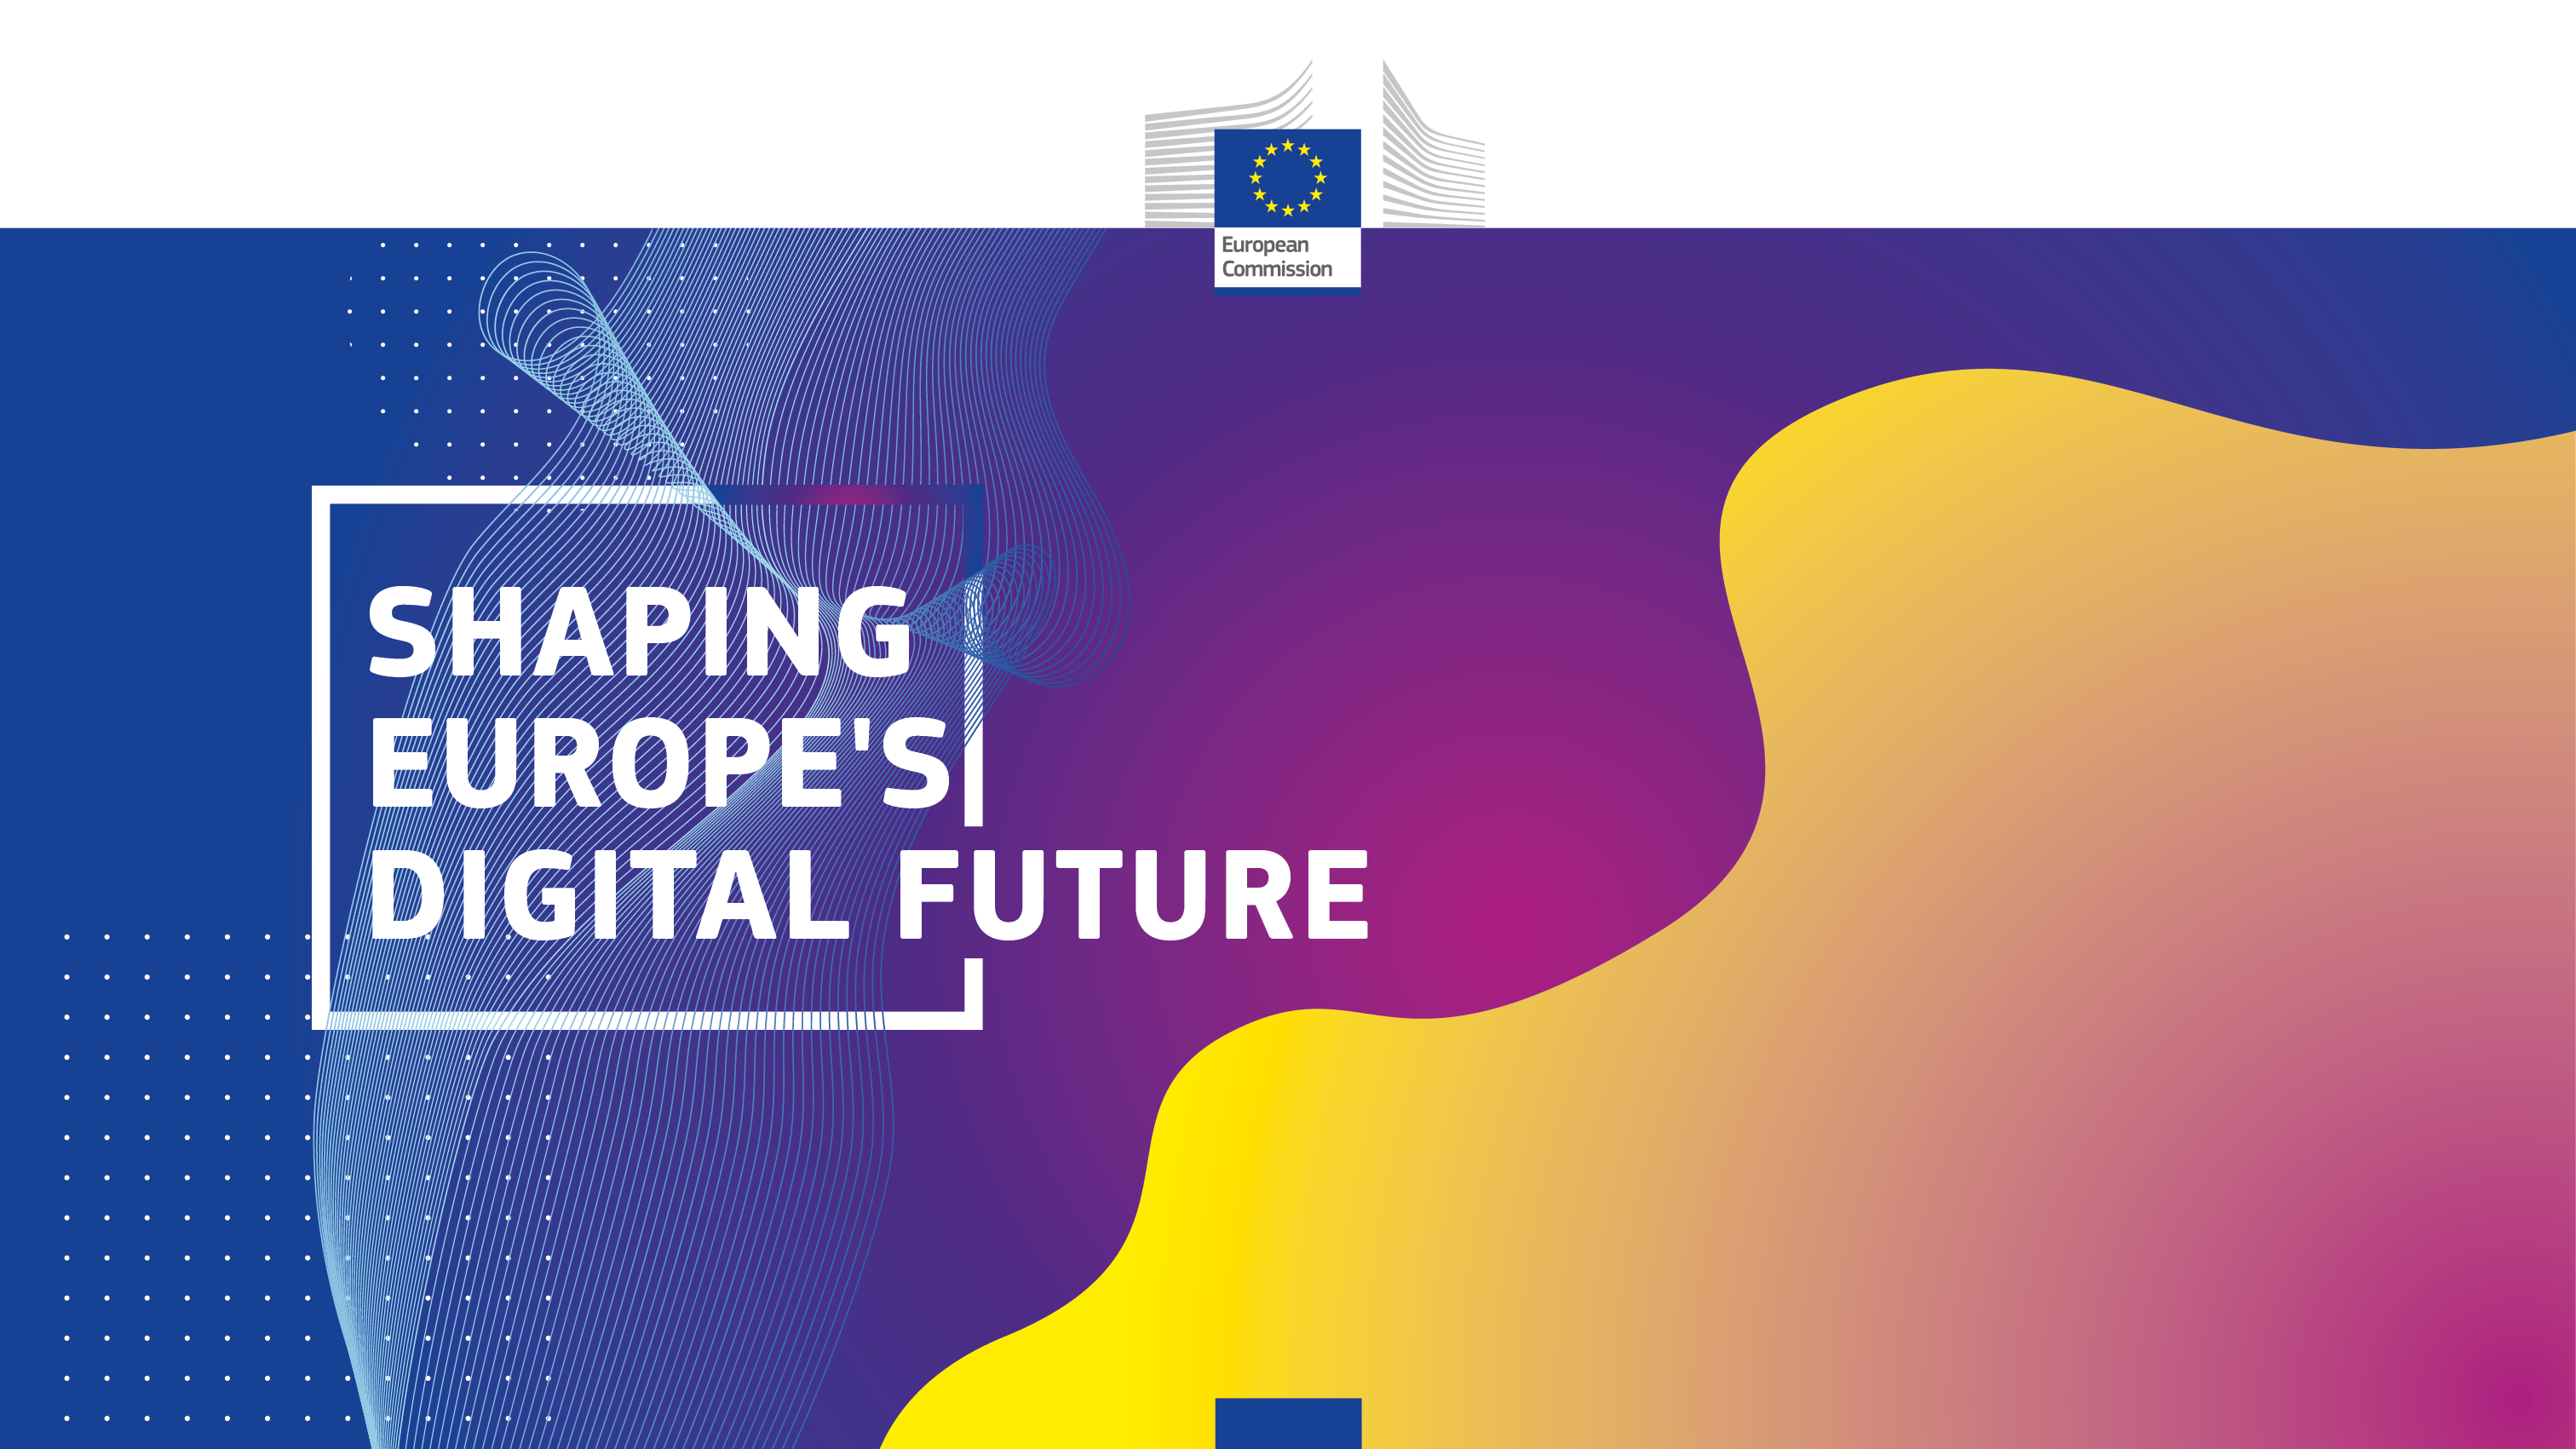 European
Commission
SHAPING
EUROPE'S
DIGITAL FUTURE